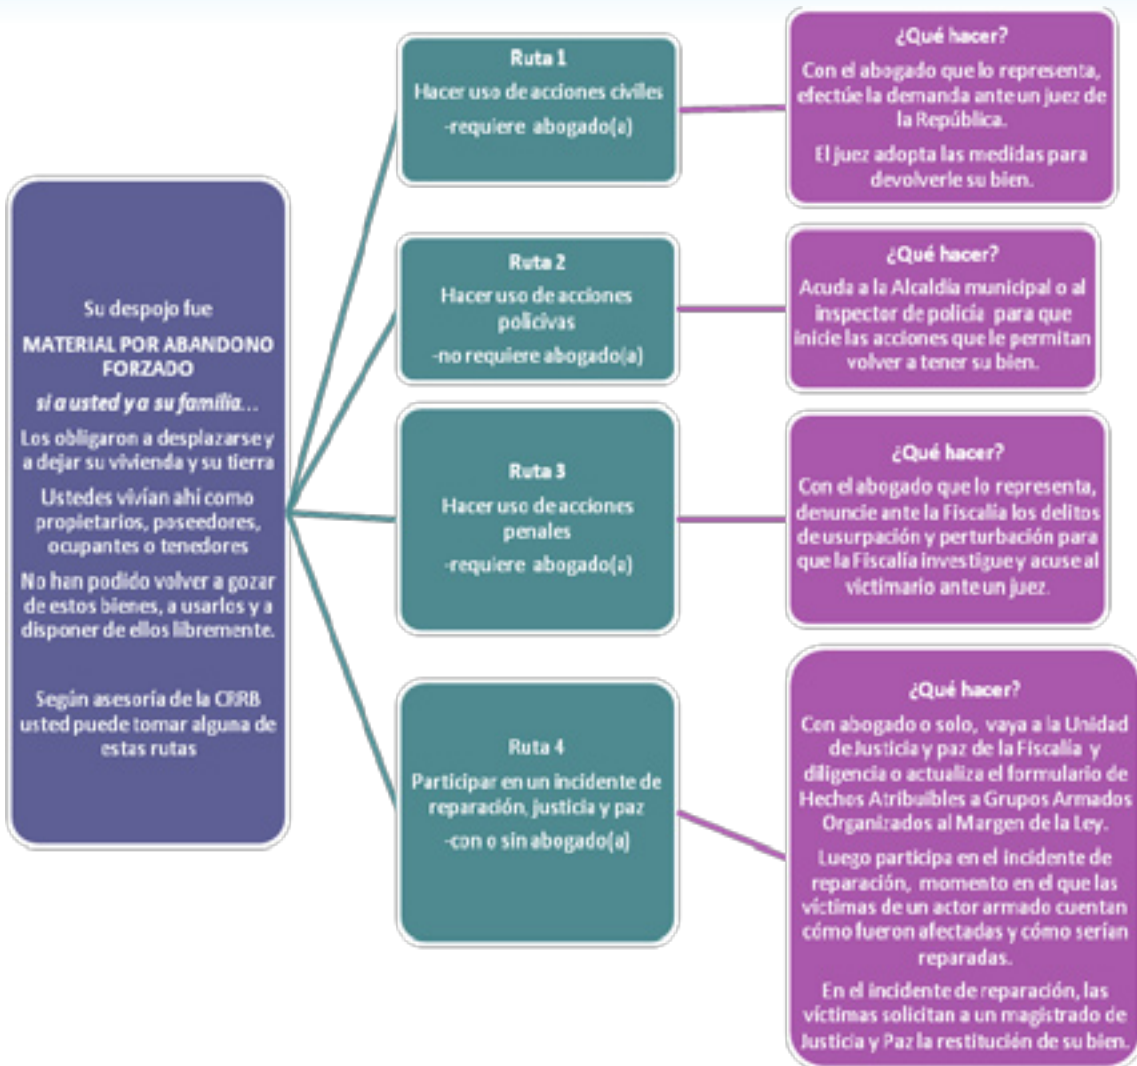 Su despojo fue
MATERIAL POR ABANDONO
FORZADO
si a usted y a su familia...
Los obligaron a desplazarse y
a dejar su vivienda y su tierra
Ustedes vivían ahí como
propietarios, poseedores,
ocupantes o tenedores
No han podido volver a gozar
de estos bienes, a usarlos y a
disponer de ellos libremente.
Según asesoría de la CRRB
usted puede tomar alguna de
estas rutas
Ruta 1
Hacer uso de acciones civiles
-requiere abogado(a)
¿Qué hacer?
Con el abogado que lo representa,
efectúe la demanda ante un juez de
la República.
El juez adopta las medidas para
devolverle su bien.
Ruta 2
Hacer uso de acciones
policivas
-no requiere abogado(a)
¿Qué hacer?
Acuda a la Alcaldía municipal o al
inspector de policía para que
inicie las acciones que le permitan
volver a tener su bien.
Ruta 3
Hacer uso de acciones
penales
-requiere abogado(a)
¿Qué hacer?
Con el abogado que lo representa,
denuncie ante la Fiscalía los delitos
de usurpación y perturbación para
que la Fiscalía investigue y acuse al
victimario ante un juez.
Ruta 4
Participar en un incidente de
reparación, justicia y paz
-con o sin abogado(a)
¿Qué hacer?
Con abogado o solo, vaya a la Unidad
de Justicia y paz de la Fiscalía y
diligencia o actualiza el formulario de
Hechos Atribuibles a Grupos Armados
Organizados al Margen de la Ley.
Luego participa en el incidente de
reparación, momento en el que las
víctimas de un actor armado cuentan
cómo fueron afectadas y cómo serían
reparadas.
En el incidente de reparación, las
víctimas solicitan a un magistrado de
Justicia y Paz la restitución de su bien.